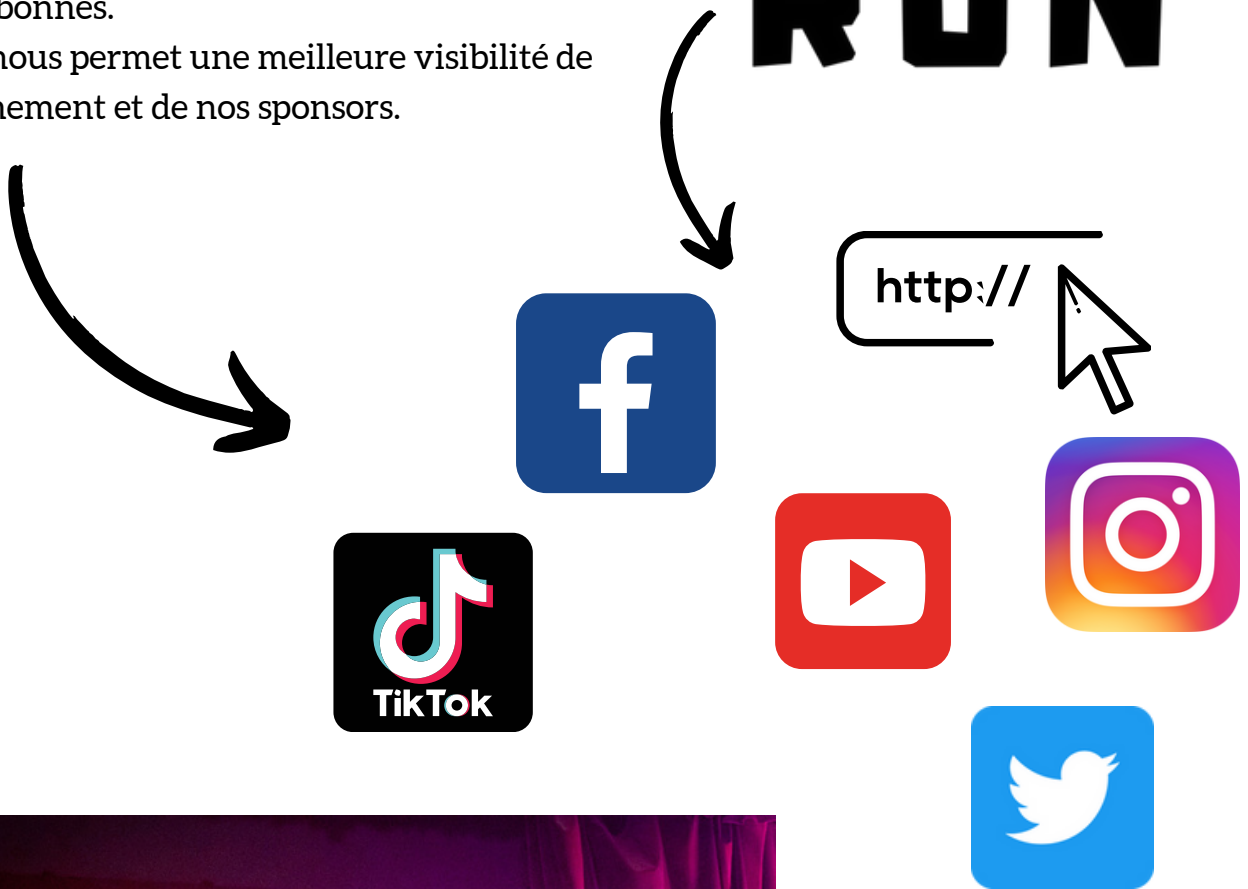 bonnés.
nous permet une meilleure visibilité de
nement et de nos sponsors.
RUN
http://
TikTok